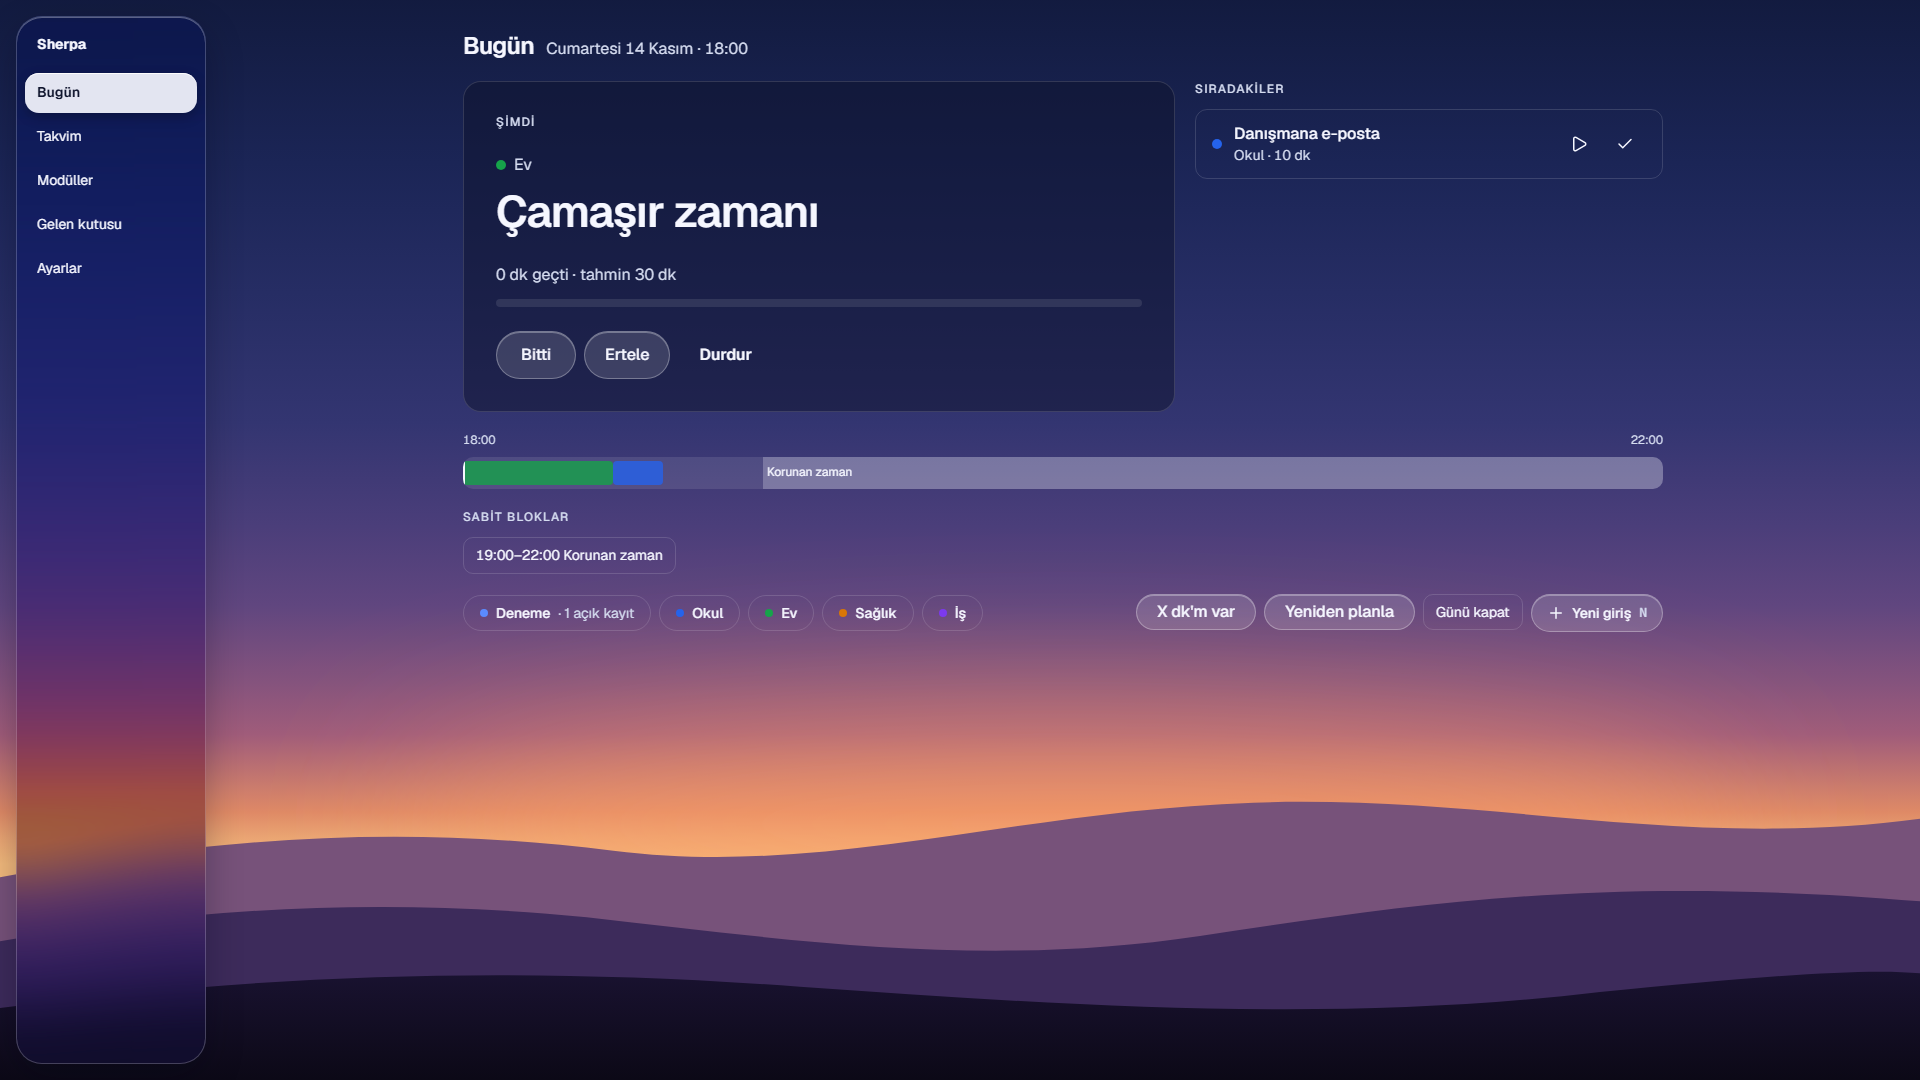 Sherpa
Bugün
Takvim
Modüller
Gelen kutusu
Ayarlar
Bugün Cumartesi 14 Kasım · 18:00
ŞİMDİ
Ev
Çamaşır zamanı
0 dk geçti · tahmin 30 dk
Bitti Ertele Durdur
SIRADAKİLER
Danışmana e-posta
Okul · 10 dk
18:00 22:00
Korunan zaman
SABİT BLOKLAR
19:00–22:00 Korunan zaman
Deneme · 1 açık kayıt Okul Ev Sağlık İş X dk'm var Yeniden planla Günü kapat Yeni giriş N